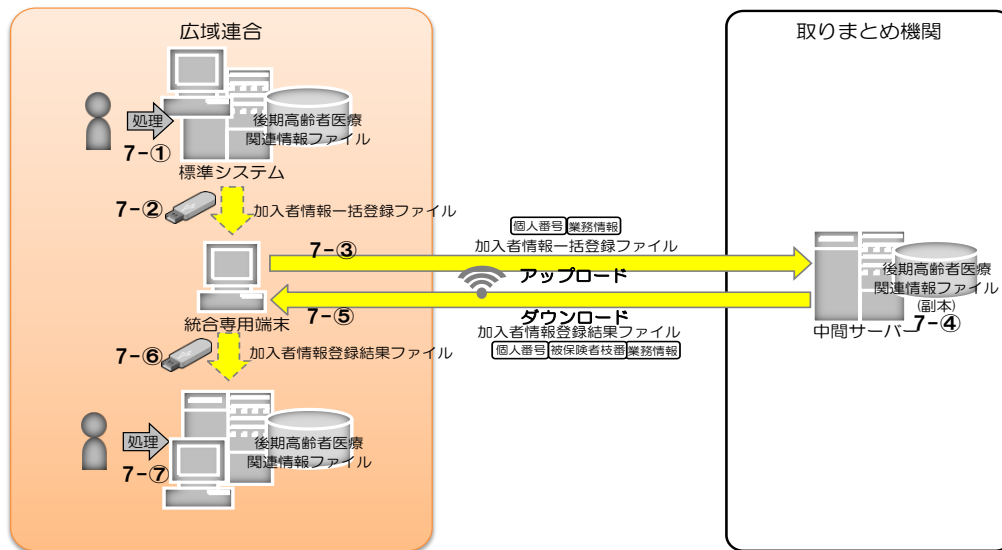 広域連合
取りまとめ機関
処理
後期高齢者医療
関連情報ファイル
7-①
標準システム
7-②
加入者情報一括登録ファイル
個人番号 業務情報
7-③
加入者情報一括登録ファイル
アップロード
後期高齢者医療
関連情報ファイル
(副本)
7-⑤
ダウンロード
7-④
統合専用端末
加入者情報登録結果ファイル
中間サーバー
7-⑥
加入者情報登録結果ファイル
個人番号 被保険者枝番 業務情報
処理
後期高齢者医療
関連情報ファイル
7-⑦